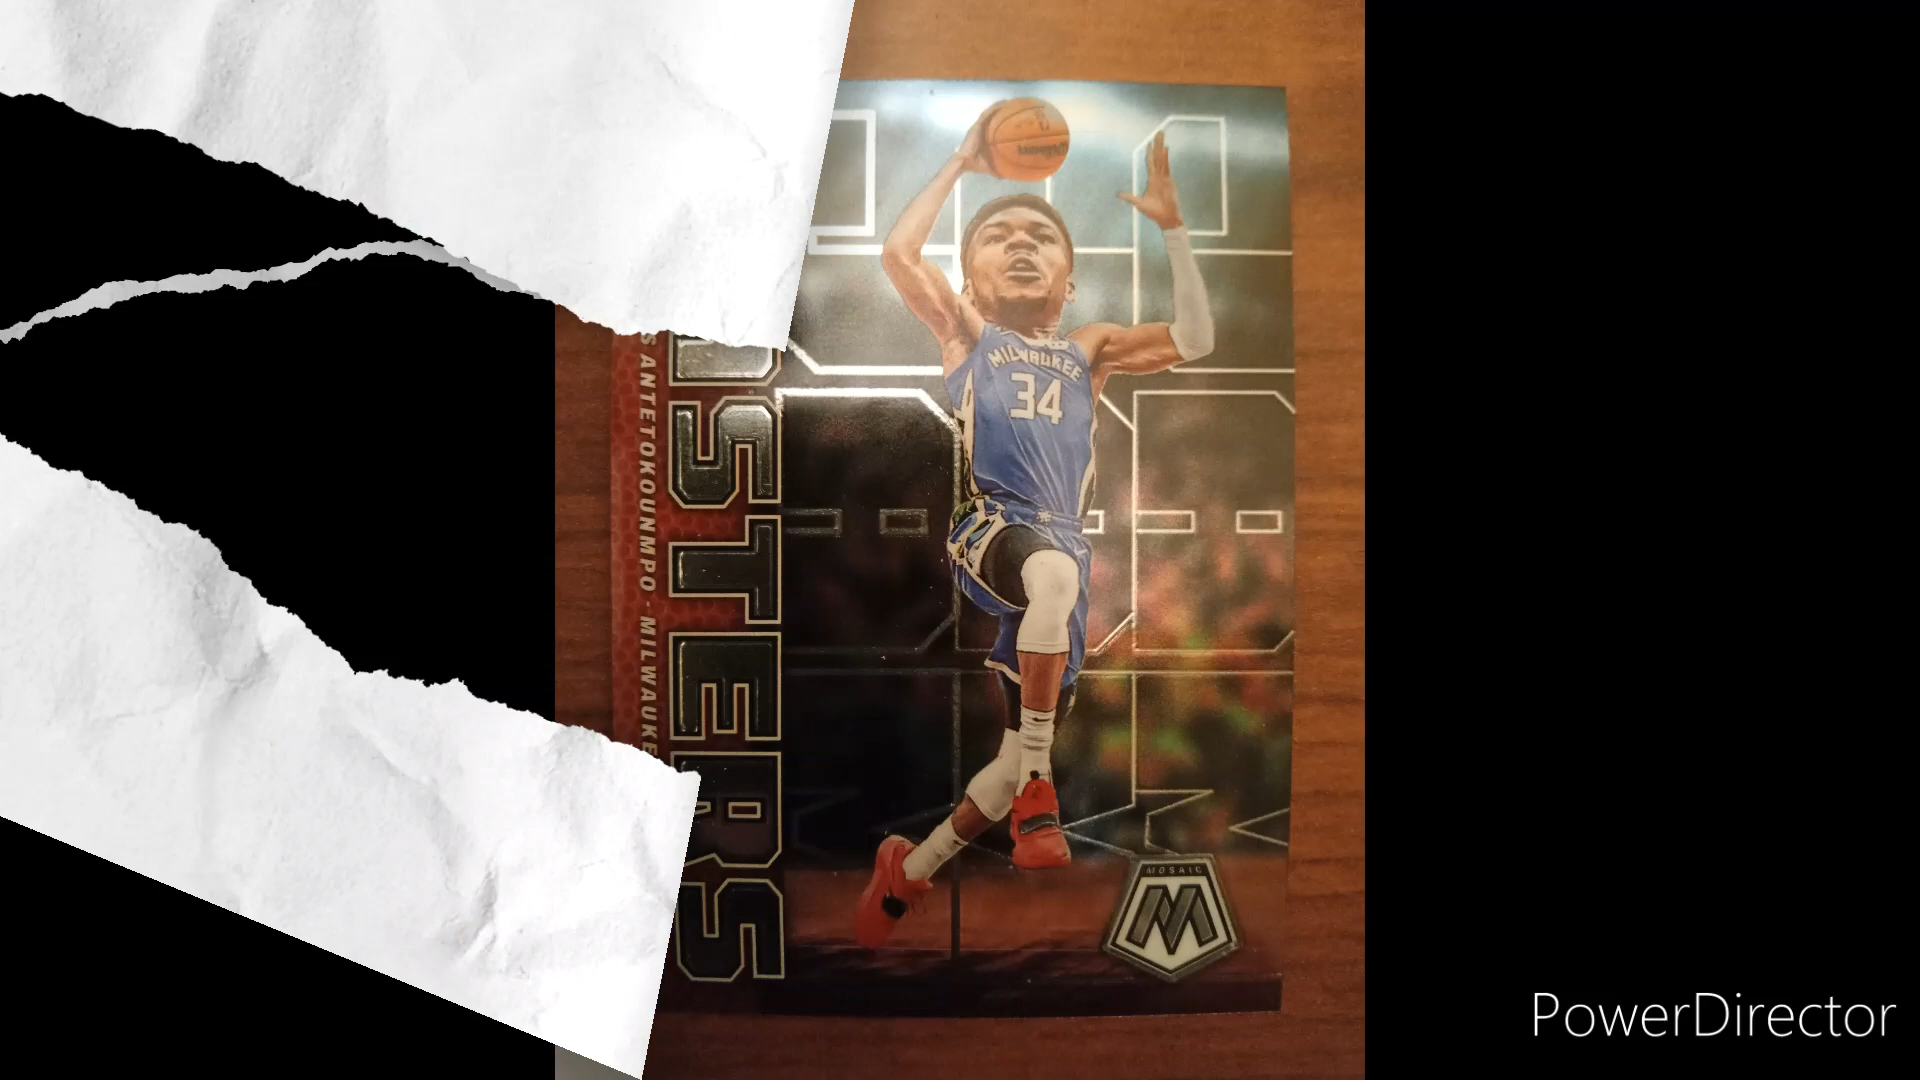 S ANTETOKOUNMPO - MILWAUKE
STERS
MILWAUKEE
34
MOSAIC
M
PowerDirector